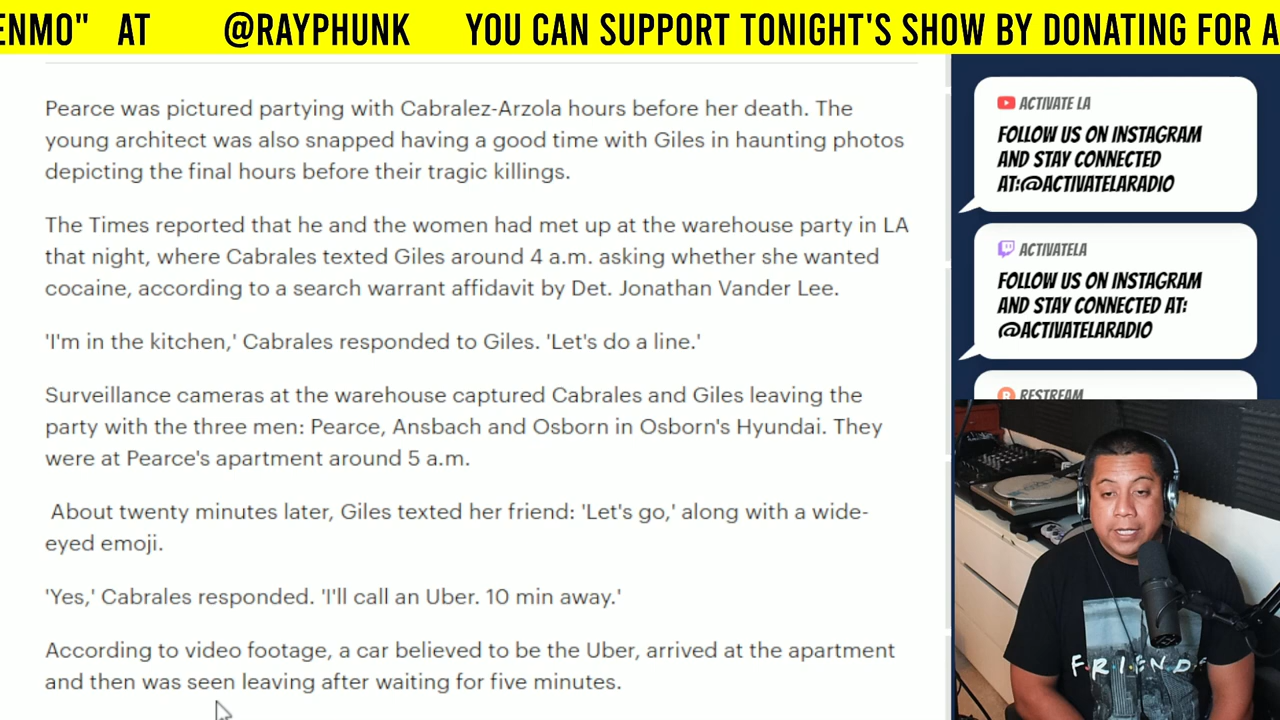 ENMO" AT @RAYPHUNK YOU CAN SUPPORT TONIGHT'S SHOW BY DONATING FOR A
Pearce was pictured partying with Cabralez-Arzola hours before her death. The
young architect was also snapped having a good time with Giles in haunting photos
depicting the final hours before their tragic killings.
The Times reported that he and the women had met up at the warehouse party in LA
that night, where Cabrales texted Giles around 4 a.m. asking whether she wanted
cocaine, according to a search warrant affidavit by Det. Jonathan Vander Lee.
'I'm in the kitchen,' Cabrales responded to Giles. 'Let's do a line.'
Surveillance cameras at the warehouse captured Cabrales and Giles leaving the
party with the three men: Pearce, Ansbach and Osborn in Osborn's Hyundai. They
were at Pearce's apartment around 5 a.m.
About twenty minutes later, Giles texted her friend: 'Let's go,' along with a wide-
eyed emoji.
'Yes,' Cabrales responded. 'I'll call an Uber. 10 min away.'
According to video footage, a car believed to be the Uber, arrived at the apartment
and then was seen leaving after waiting for five minutes.
ACTIVATE LA
FOLLOW US ON INSTAGRAM
AND STAY CONNECTED
AT:@ACTIVATELARADIO
ACTIVATELA
FOLLOW US ON INSTAGRAM
AND STAY CONNECTED AT:
@ACTIVATELARADIO
RESTREAM
F.R.I.E.N.D